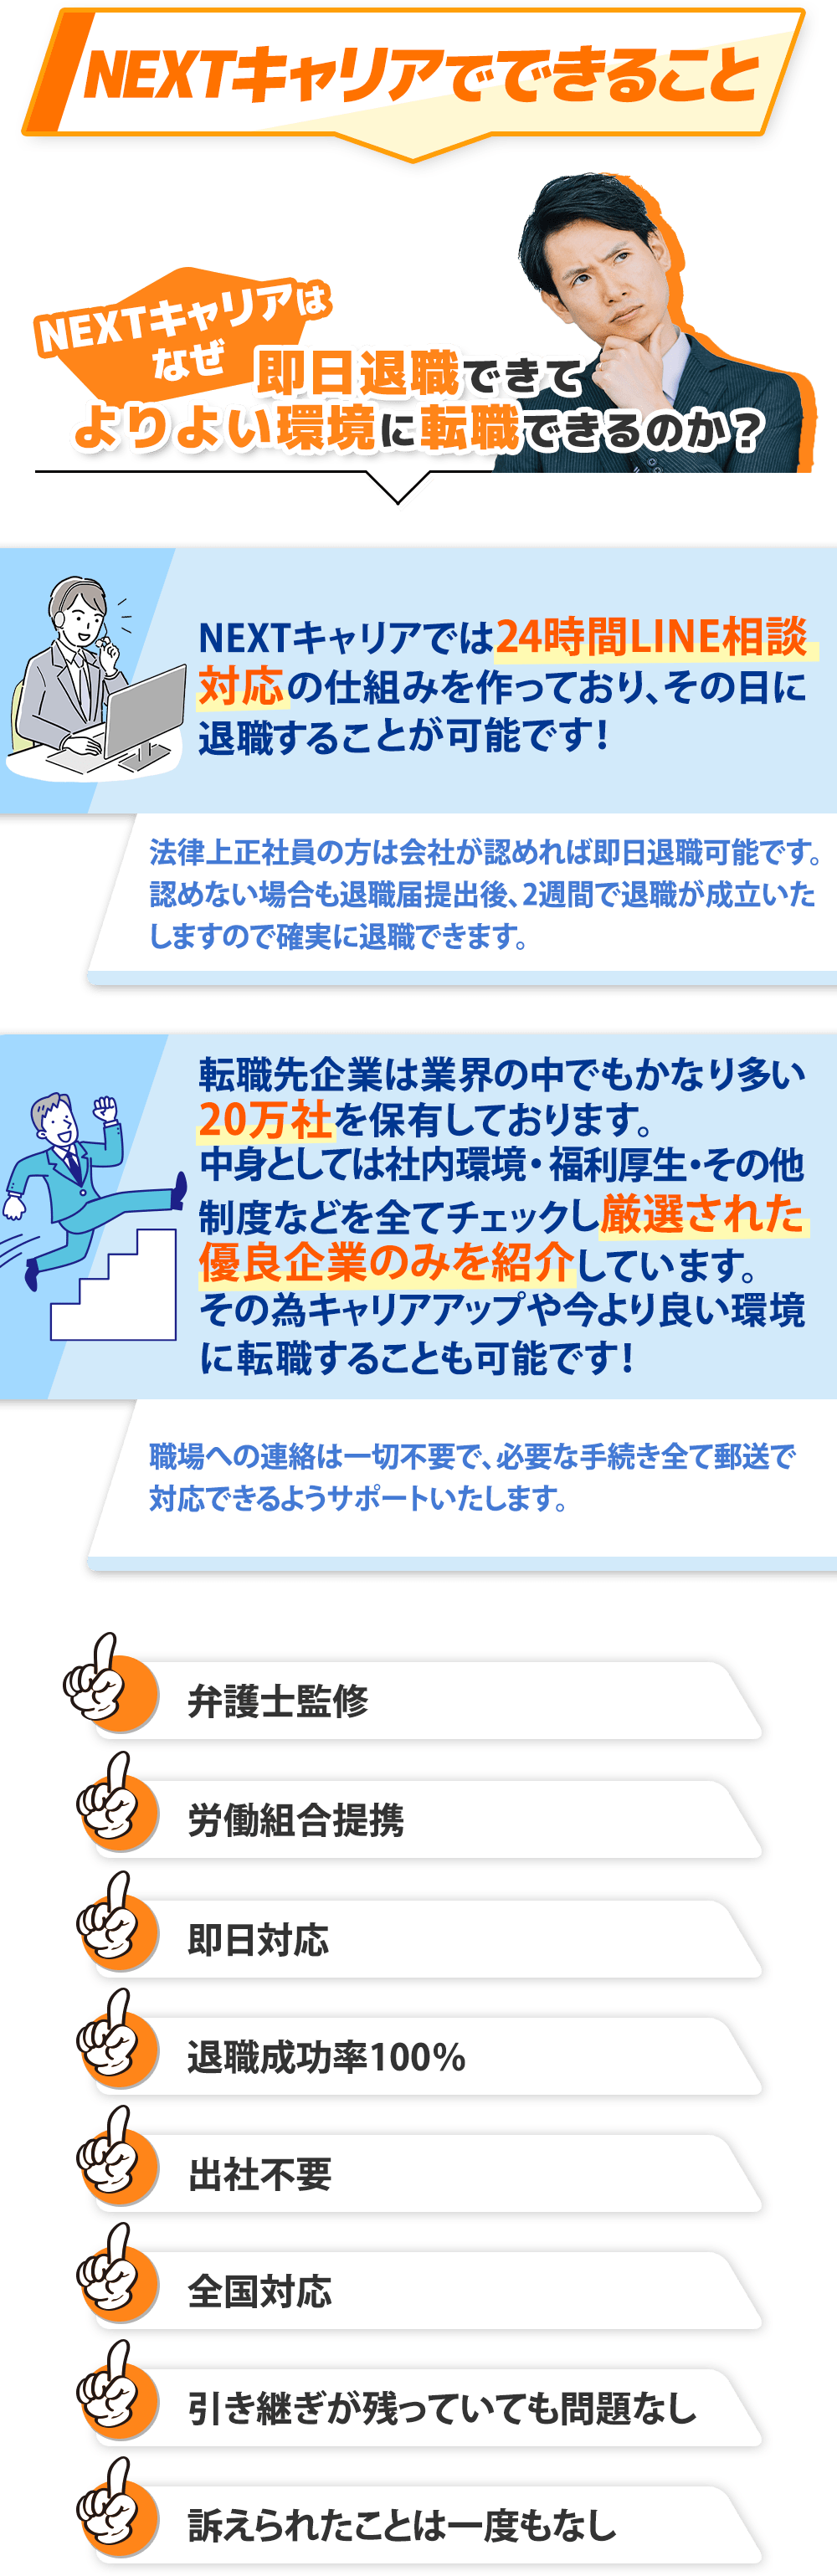 NEXTキャリアでできること
NEXTキャリアは
なぜ
即日退職できて
よりよい環境に転職できるのか？
NEXTキャリアでは24時間LINE相談
対応の仕組みを作っており、その日に
退職することが可能です！
法律上正社員の方は会社が認めれば即日退職可能です。
認めない場合も退職届提出後、2週間で退職が成立いた
しますので確実に退職できます。
転職先企業は業界の中でもかなり多い
20万社を保有しております。
中身としては社内環境・福利厚生・その他
制度などを全てチェックし厳選された
優良企業のみを紹介しています。
その為キャリアアップや今より良い環境
に転職することも可能です！
職場への連絡は一切不要で、必要な手続き全て郵送で
対応できるようサポートいたします。
弁護士監修
労働組合提携
即日対応
退職成功率100%
出社不要
全国対応
引き継ぎが残っていても問題なし
訴えられたことは一度もなし